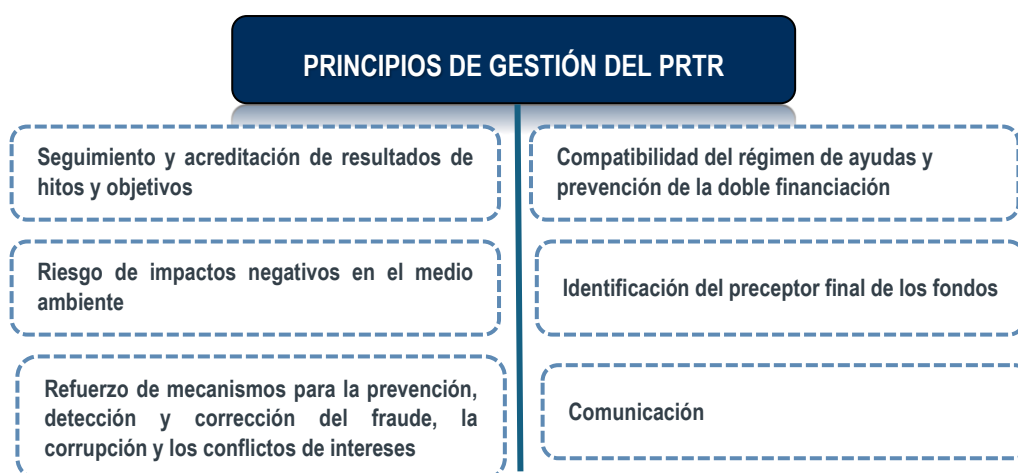 PRINCIPIOS DE GESTIÓN DEL PRTR
Seguimiento y acreditación de resultados de
hitos y objetivos
Riesgo de impactos negativos en el medio
ambiente
Refuerzo de mecanismos para la prevención,
detección y corrección del fraude, la
corrupción y los conflictos de intereses
Compatibilidad del régimen de ayudas y
prevención de la doble financiación
Identificación del preceptor final de los fondos
Comunicación